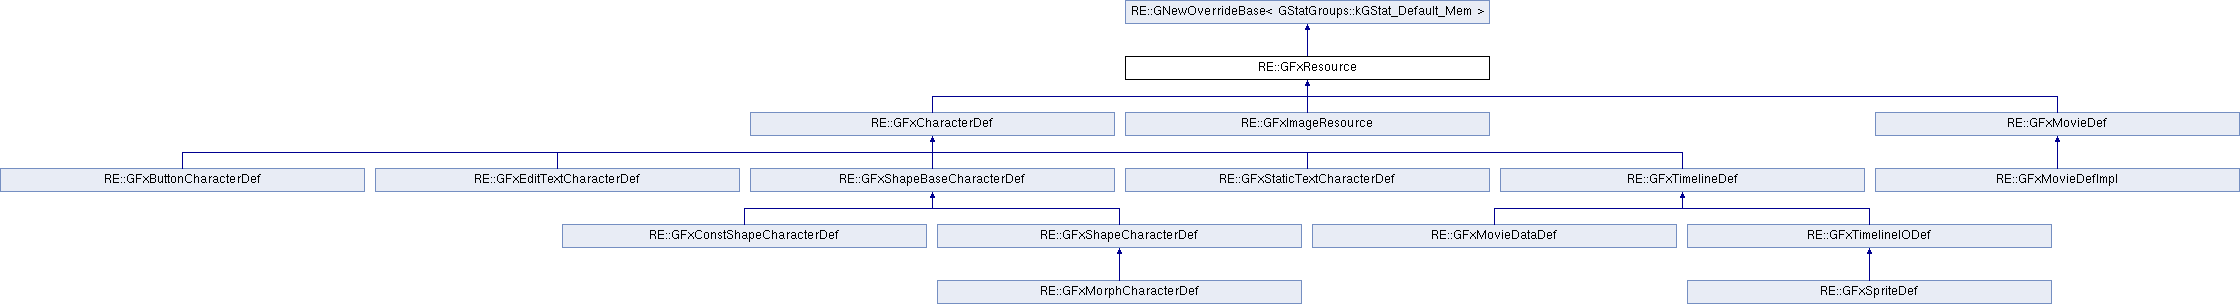 RE::GNewOverrideBase< GStatGroups::kGStat_Default_Mem >
RE::GFxResource
RE::GFxCharacterDef
RE::GFxImageResource
RE::GFxMovieDef
RE::GFxButtonCharacterDef
RE::GFxEditTextCharacterDef
RE::GFxShapeBaseCharacterDef
RE::GFxStaticTextCharacterDef
RE::GFxTimelineDef
RE::GFxMovieDefImpl
RE::GFxConstShapeCharacterDef
RE::GFxShapeCharacterDef
RE::GFxMovieDataDef
RE::GFxTimelineIODef
RE::GFxMorphCharacterDef
RE::GFxSpriteDef